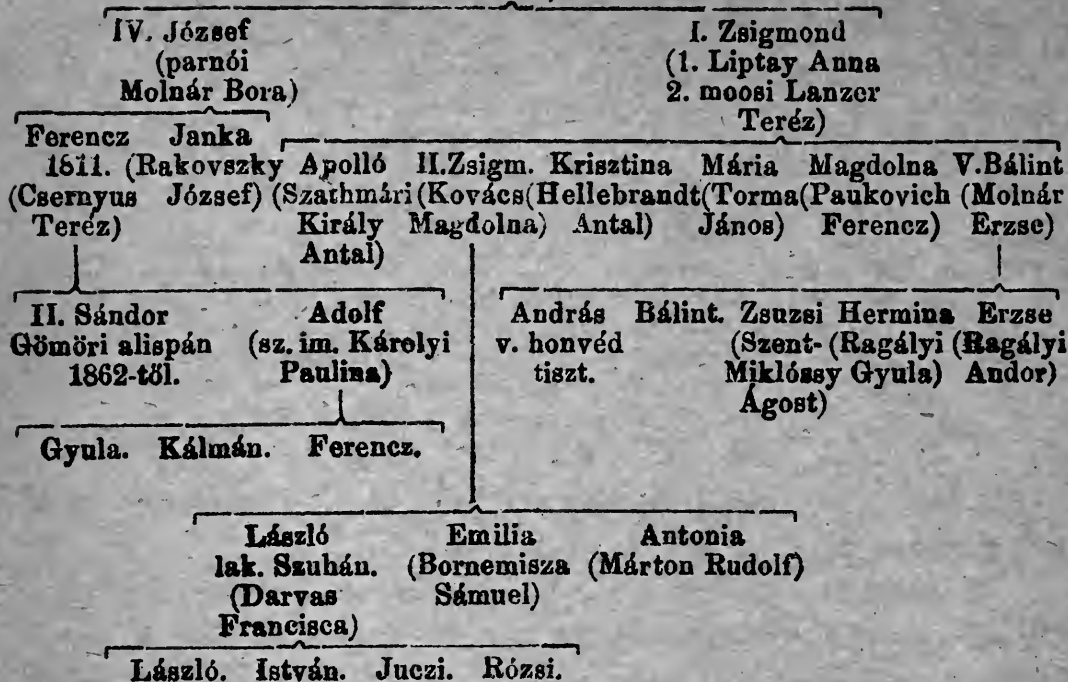 IV. József I. Zsigmond
(parnói (1. Liptay Anna
Molnár Bora) 2. moosi Lanzer
Teréz)
Ferencz Janka
1811. (Rakovszky Apolló II.Zsigm. Krisztina Mária Magdolna V.Bálint
(Csernyus József) (Szathmári (Kovács (Hellebrandt (Torma (Paukovich (Molnár
Teréz) Király Magdolna) Antal) János) Ferencz) Erzse)
Antal)
II. Sándor Adolf András Bálint. Zsuzsi Hermina Erzse
Gömöri alispán (sz. im. Károlyi v. honvéd (Szent- (Ragályi (Ragályi
1862-től. Paulina) tiszt. Miklóssy Gyula) Andor)
Ágost)
Gyula. Kálmán. Ferencz.
László Emilia Antonia
lak. Szuhán. (Bornemisza (Márton Rudolf)
(Darvas Sámuel)
Francisca)
László. István. Juczi. Rózsi.